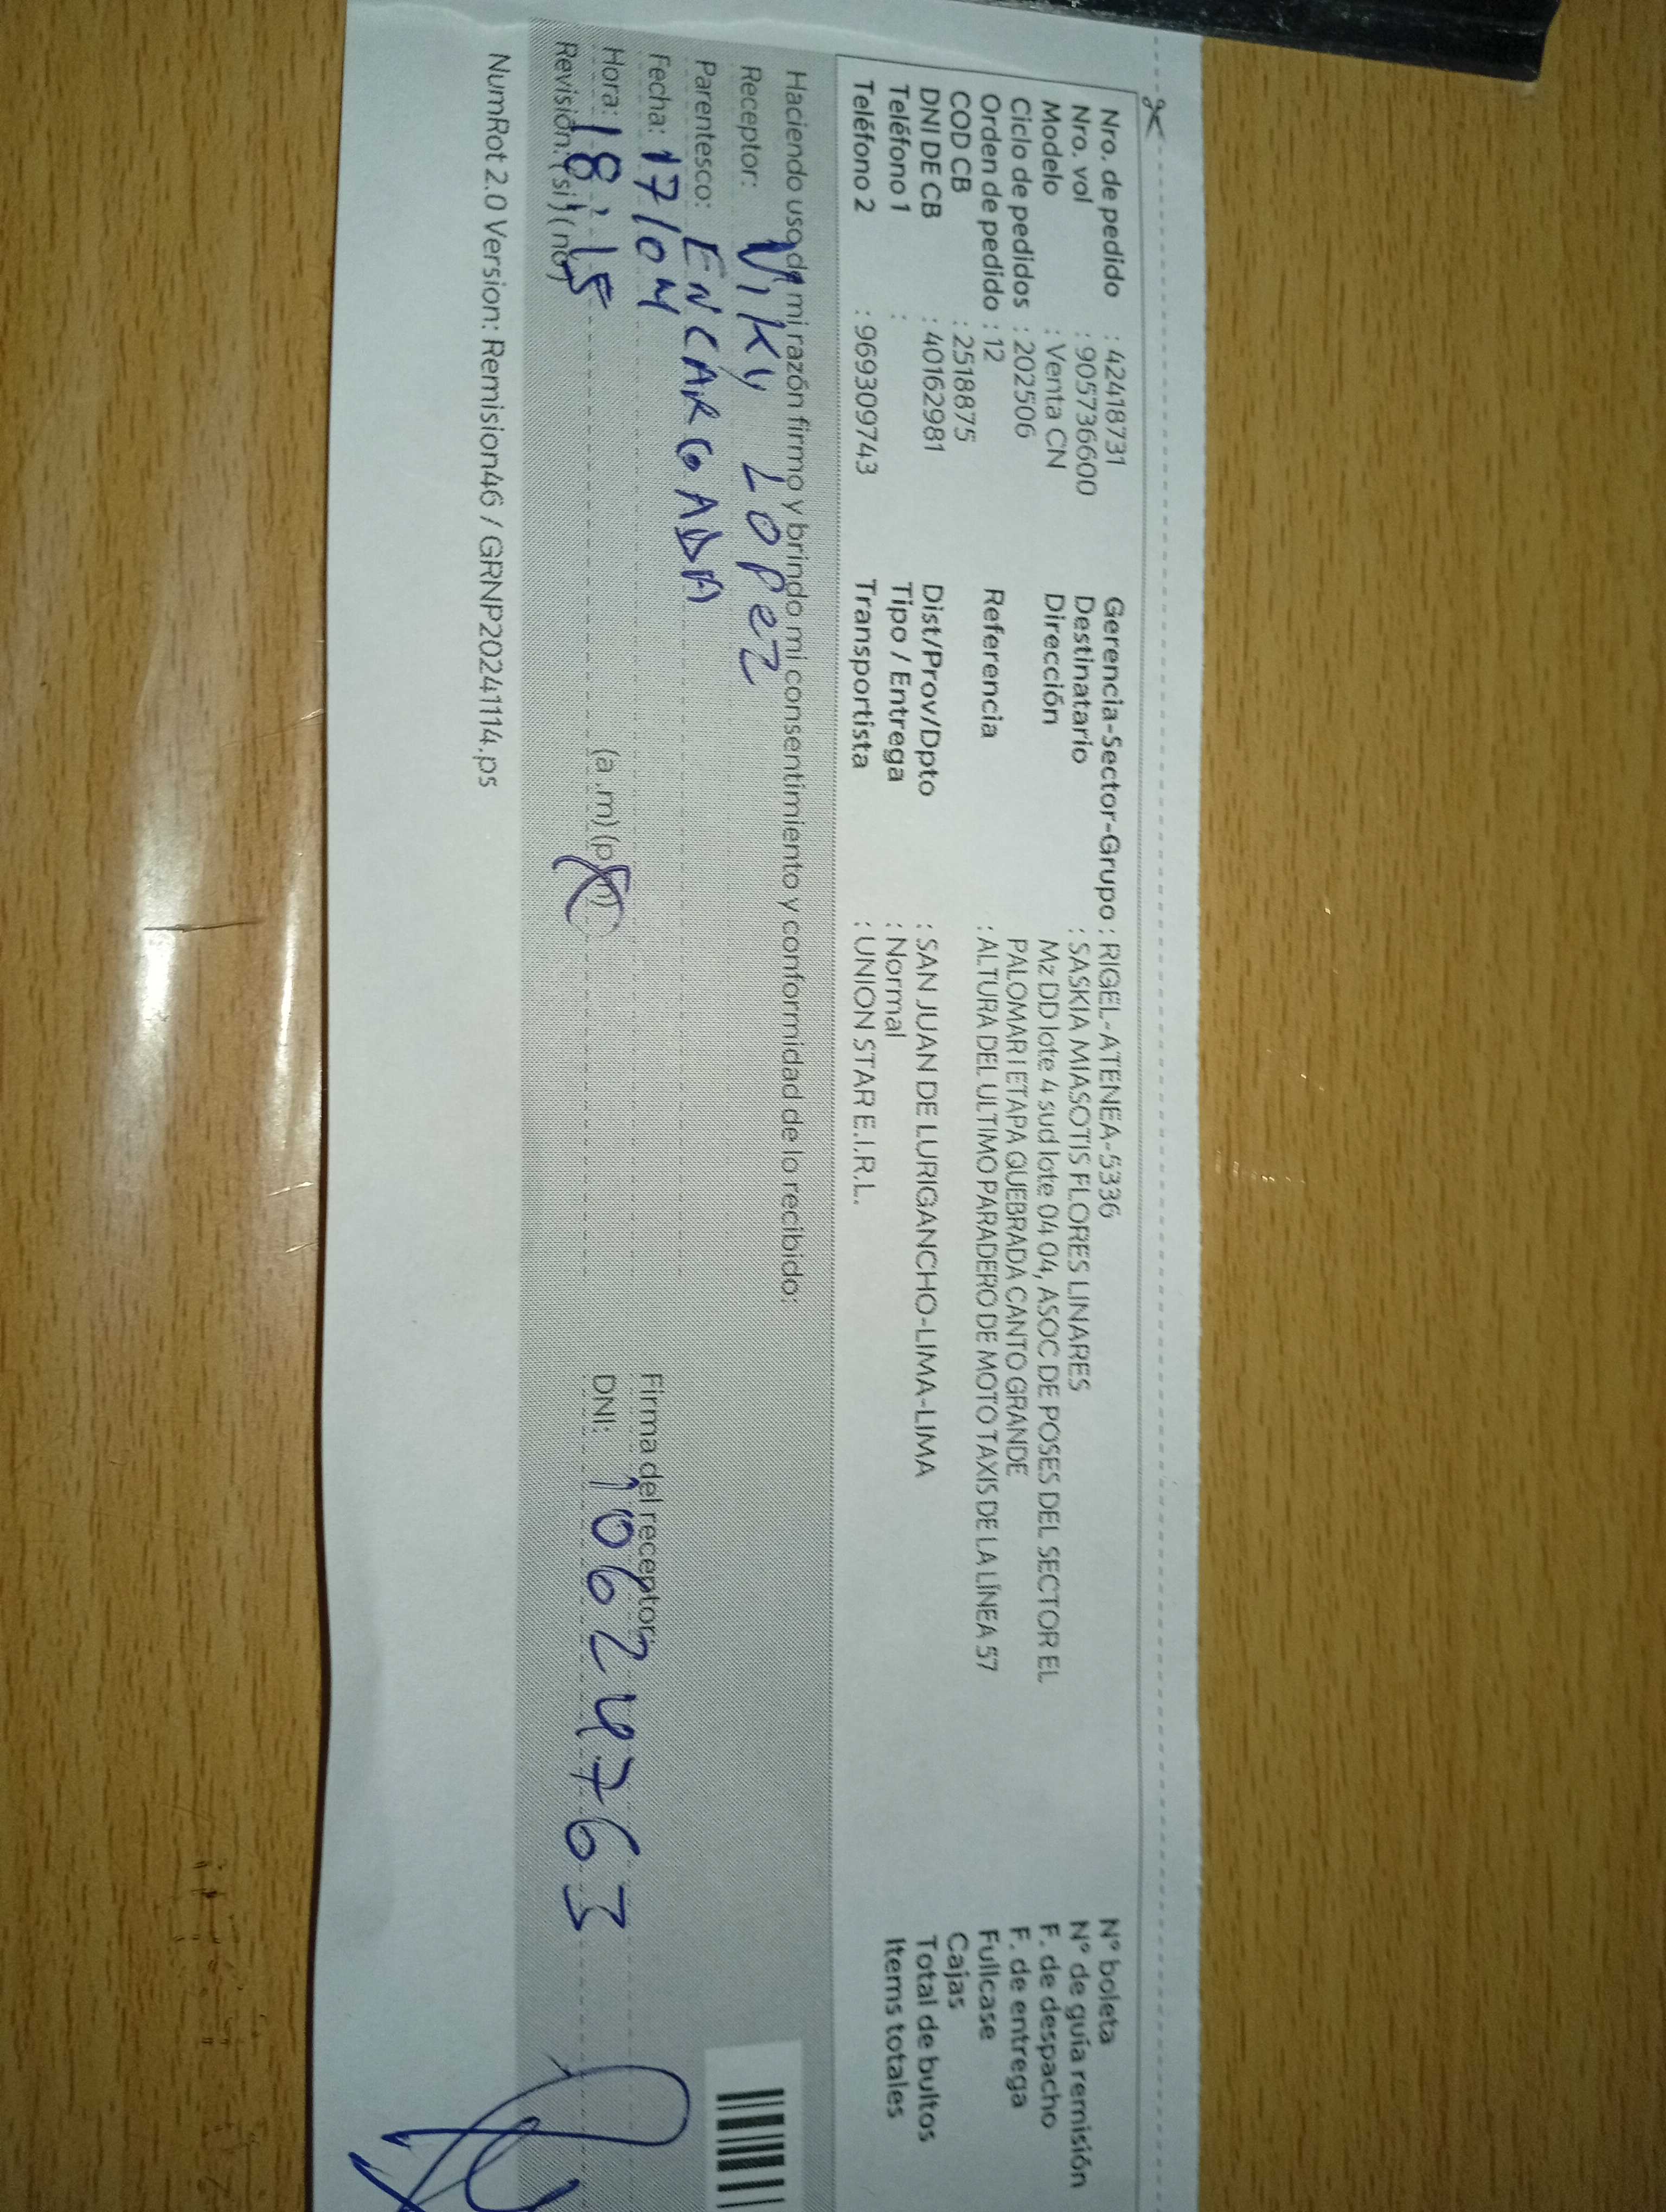 Nro. de pedido : 42418731
Nro. vol : 905736600
Modelo : Venta CN
Ciclo de pedidos : 202506
Orden de pedido : 12
COD CB : 2518875
DNI DE CB : 40162981
Teléfono 1 :
Teléfono 2 : 969309743
Gerencia-Sector-Grupo : RIGEL-ATENEA-5336
Destinatario : SASKIA MIASOTIS FLORES LINARES
Dirección Mz DD lote 4 sud lote 04 04, ASOC DE POSES DEL SECTOR EL
PALOMAR I ETAPA QUEBRADA CANTO GRANDE
Referencia : ALTURA DEL ULTIMO PARADERO DE MOTO TAXIS DE LA LÍNEA 57
Dist/Prov/Dpto : SAN JUAN DE LURIGANCHO-LIMA-LIMA
Tipo / Entrega : Normal
Transportista : UNION STAR E.I.R.L.
N° boleta
N° de guía remisión
F. de despacho
F. de entrega
Fullcase
Cajas
Total de bultos
Items totales
Haciendo uso de mi razón firmo y brindo mi consentimiento y conformidad de lo recibido:
Receptor: ViKy LOPeZ
Parentesco: ENCARGADA
Fecha: 17/04
Hora: 18:15 (a.m) (p.m)
Revisión: (si) (no)
Firma del receptor:
DNI: 10624763
NumRot 2.0 Version: Remision46 / GRNP20241114.ps